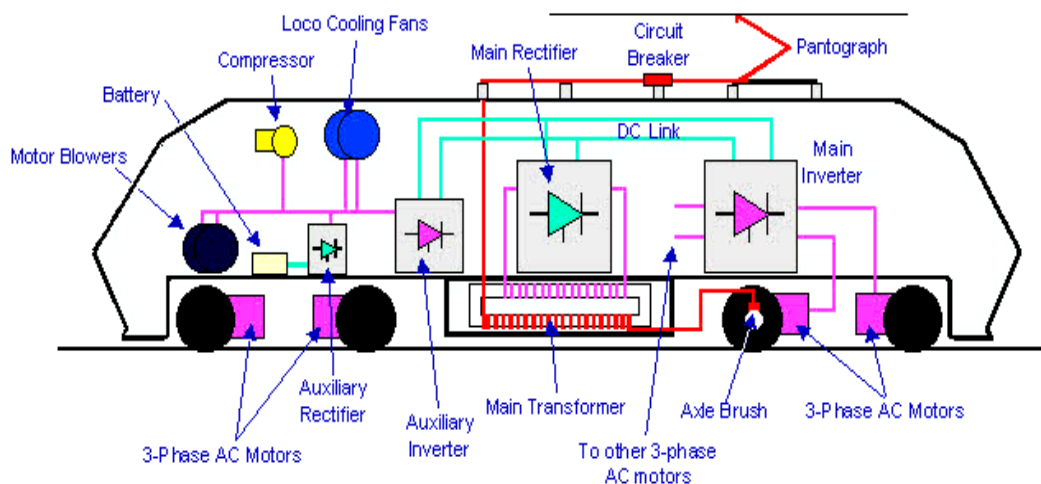 Loco Cooling Fans
Circuit
Breaker
Main Rectifier
Pantograph
Compressor
Battery
DC Link
Motor Blowers
Main
Inverter
Auxiliary
Rectifier
Main Transformer
Axle Brush
3-Phase AC Motors
Auxiliary
Inverter
3-Phase AC Motors
To other 3-phase
AC motors